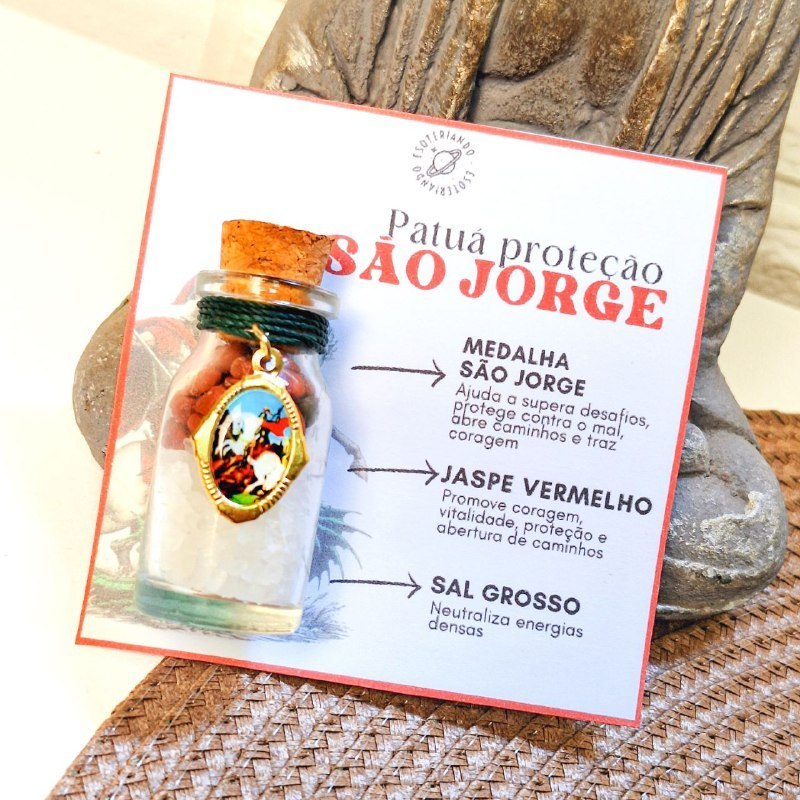 ESOTERIANDO · ESOTERIANDO ·
Patuá proteção
SÃO JORGE
MEDALHA
SÃO JORGE
Ajuda a supera desafios,
protege contra o mal,
abre caminhos e traz
coragem
JASPE VERMELHO
Promove coragem,
vitalidade, proteção e
abertura de caminhos
SAL GROSSO
Neutraliza energias
densas